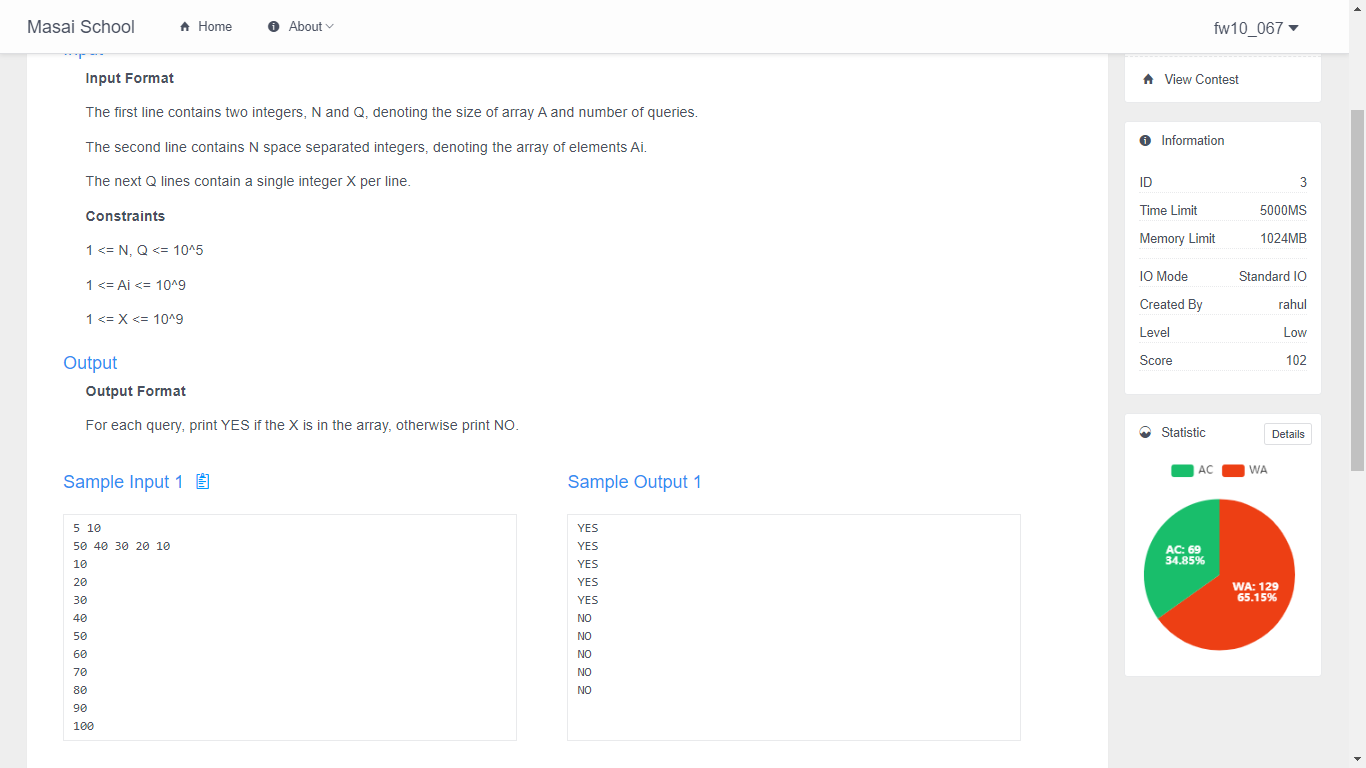 Masai School
Home
About
fw10_067
Input
Input Format
The first line contains two integers, N and Q, denoting the size of array A and number of queries.
The second line contains N space separated integers, denoting the array of elements Ai.
The next Q lines contain a single integer X per line.
Constraints
1 <= N, Q <= 10^5
1 <= Ai <= 10^9
1 <= X <= 10^9
Output
Output Format
For each query, print YES if the X is in the array, otherwise print NO.
Sample Input 1
5 10
50 40 30 20 10
10
20
30
40
50
60
70
80
90
100
Sample Output 1
YES
YES
YES
YES
YES
NO
NO
NO
NO
NO
View Contest
Information
ID 3
Time Limit 5000MS
Memory Limit 1024MB
IO Mode Standard IO
Created By rahul
Level Low
Score 102
Statistic
Details
AC WA
AC: 69
34.85%
WA: 129
65.15%